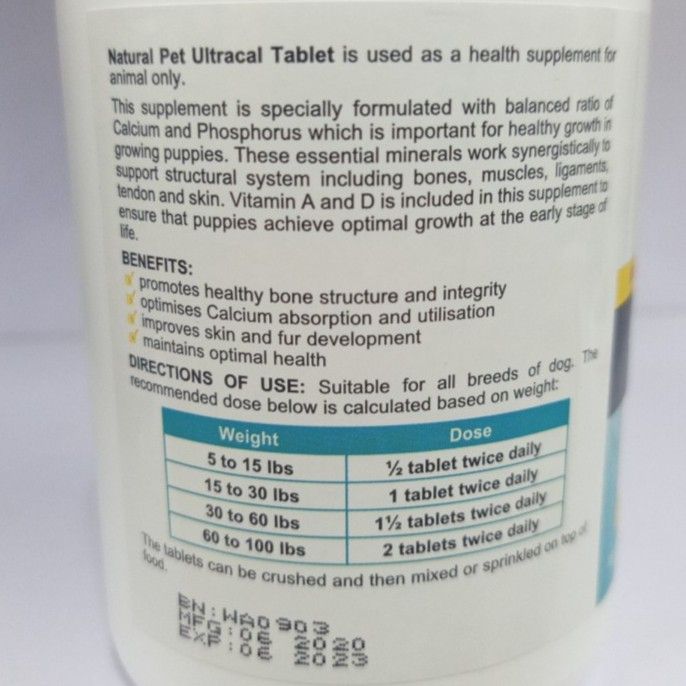 Natural Pet Ultracal Tablet is used as a health supplement for
animal only.
This supplement is specially formulated with balanced ratio of
Calcium and Phosphorus which is important for healthy growth in
growing puppies. These essential minerals work synergistically to
support structural system including bones, muscles, ligaments,
tendon and skin. Vitamin A and D is included in this supplement to
ensure that puppies achieve optimal growth at the early stage of
life.
BENEFITS:
promotes healthy bone structure and integrity
optimises Calcium absorption and utilisation
improves skin and fur development
maintains optimal health
DIRECTIONS OF USE: Suitable for all breeds of dog. The
recommended dose below is calculated based on weight:
Weight Dose
5 to 15 lbs ½ tablet twice daily
15 to 30 lbs 1 tablet twice daily
30 to 60 lbs 1½ tablets twice daily
60 to 100 lbs 2 tablets twice daily
The tablets can be crushed and then mixed or sprinkled on top of
food.
BN:WA0903
MFG:06 2020
EXP:06 2023